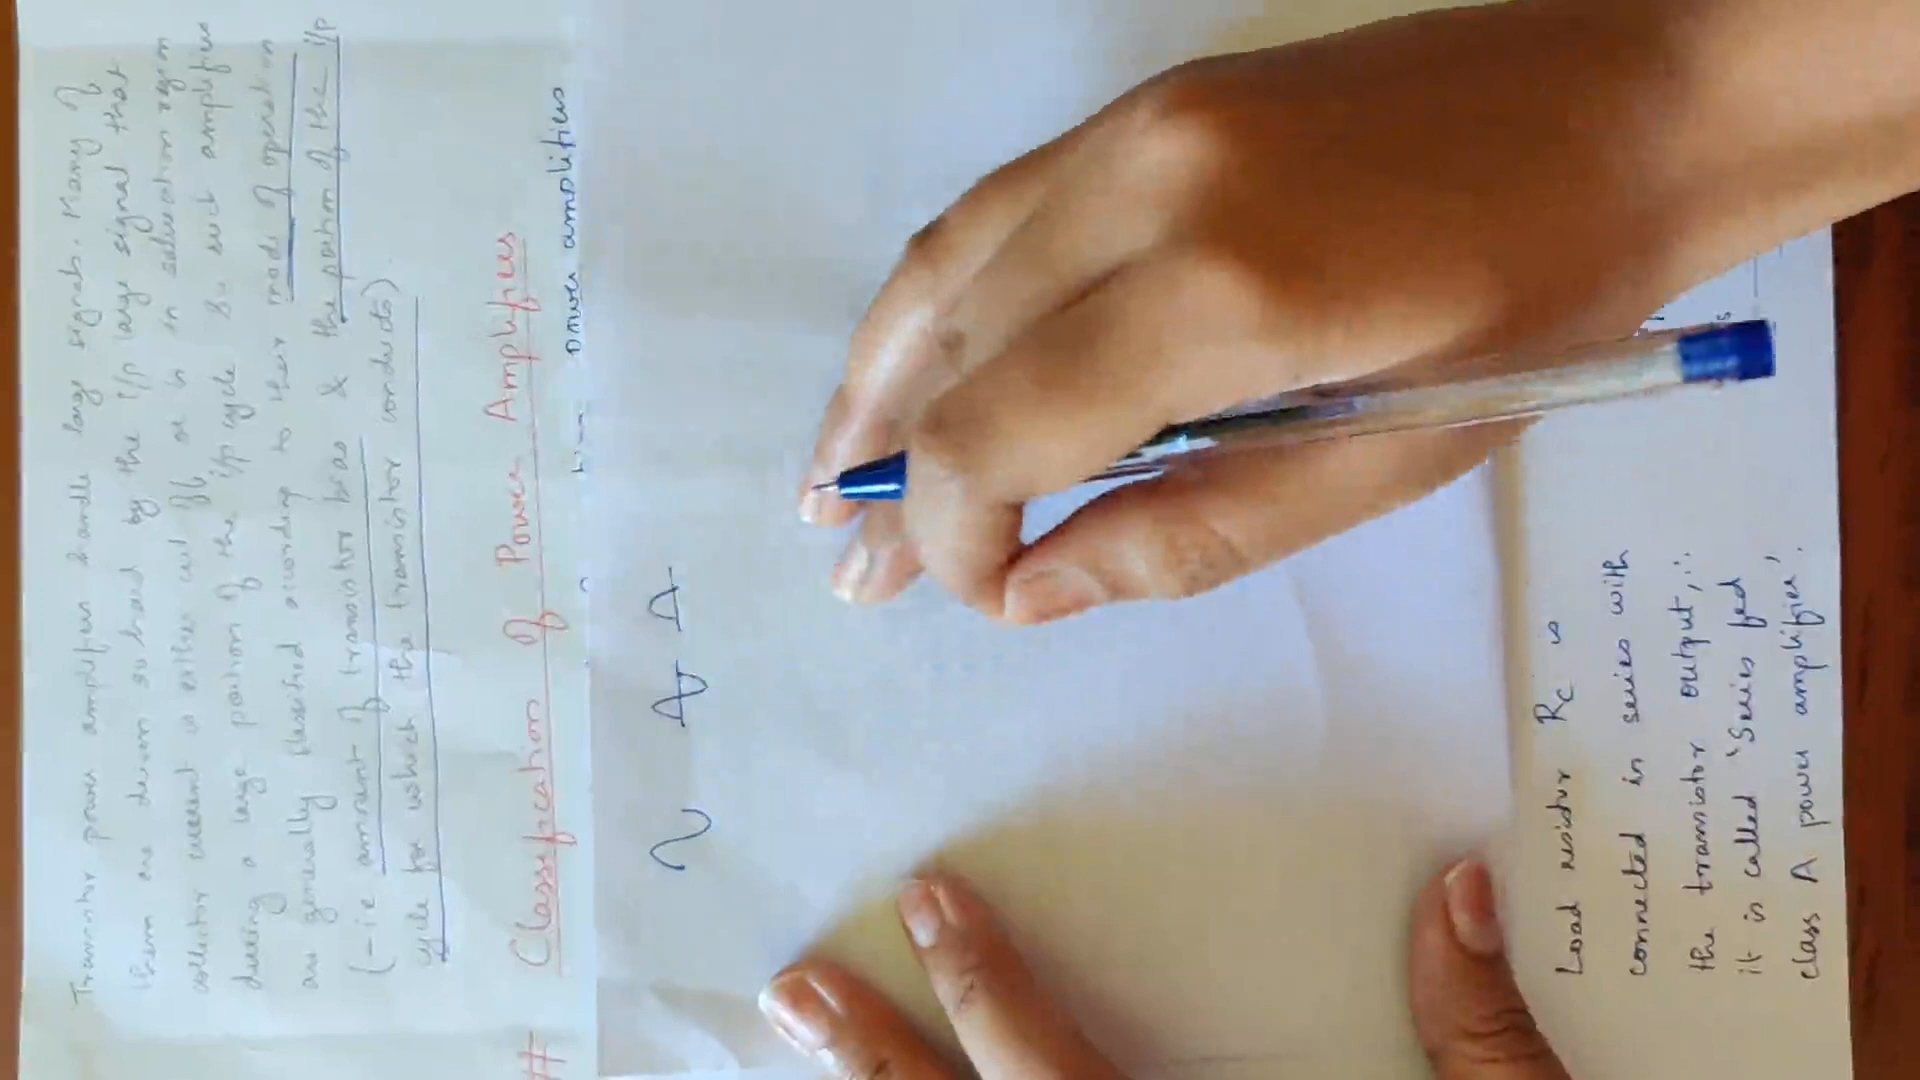 Transistor power amplifiers handle large signals. Many of
them are driven so hard by the i/p large signal that
collector current is either cut off or is in saturation region
during a large portion of the i/p cycle. So such amplifiers
are generally classified according to their mode of operation
(-ie amount of transistor bias & the portion of the i/p
cycle for which the transistor conducts)
# Classification of Power Amplifiers
power amplifiers
Load resistor Rc is
connected in series with
the transistor output, ∴
it is called 'Series fed
class A power amplifier'.